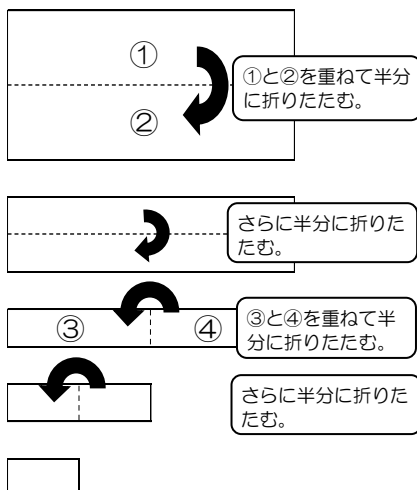 ①
②
①と②を重ねて半分
に折りたたむ。
さらに半分に折りた
たむ。
③
④
③と④を重ねて半
分に折りたたむ。
さらに半分に折りた
たむ。